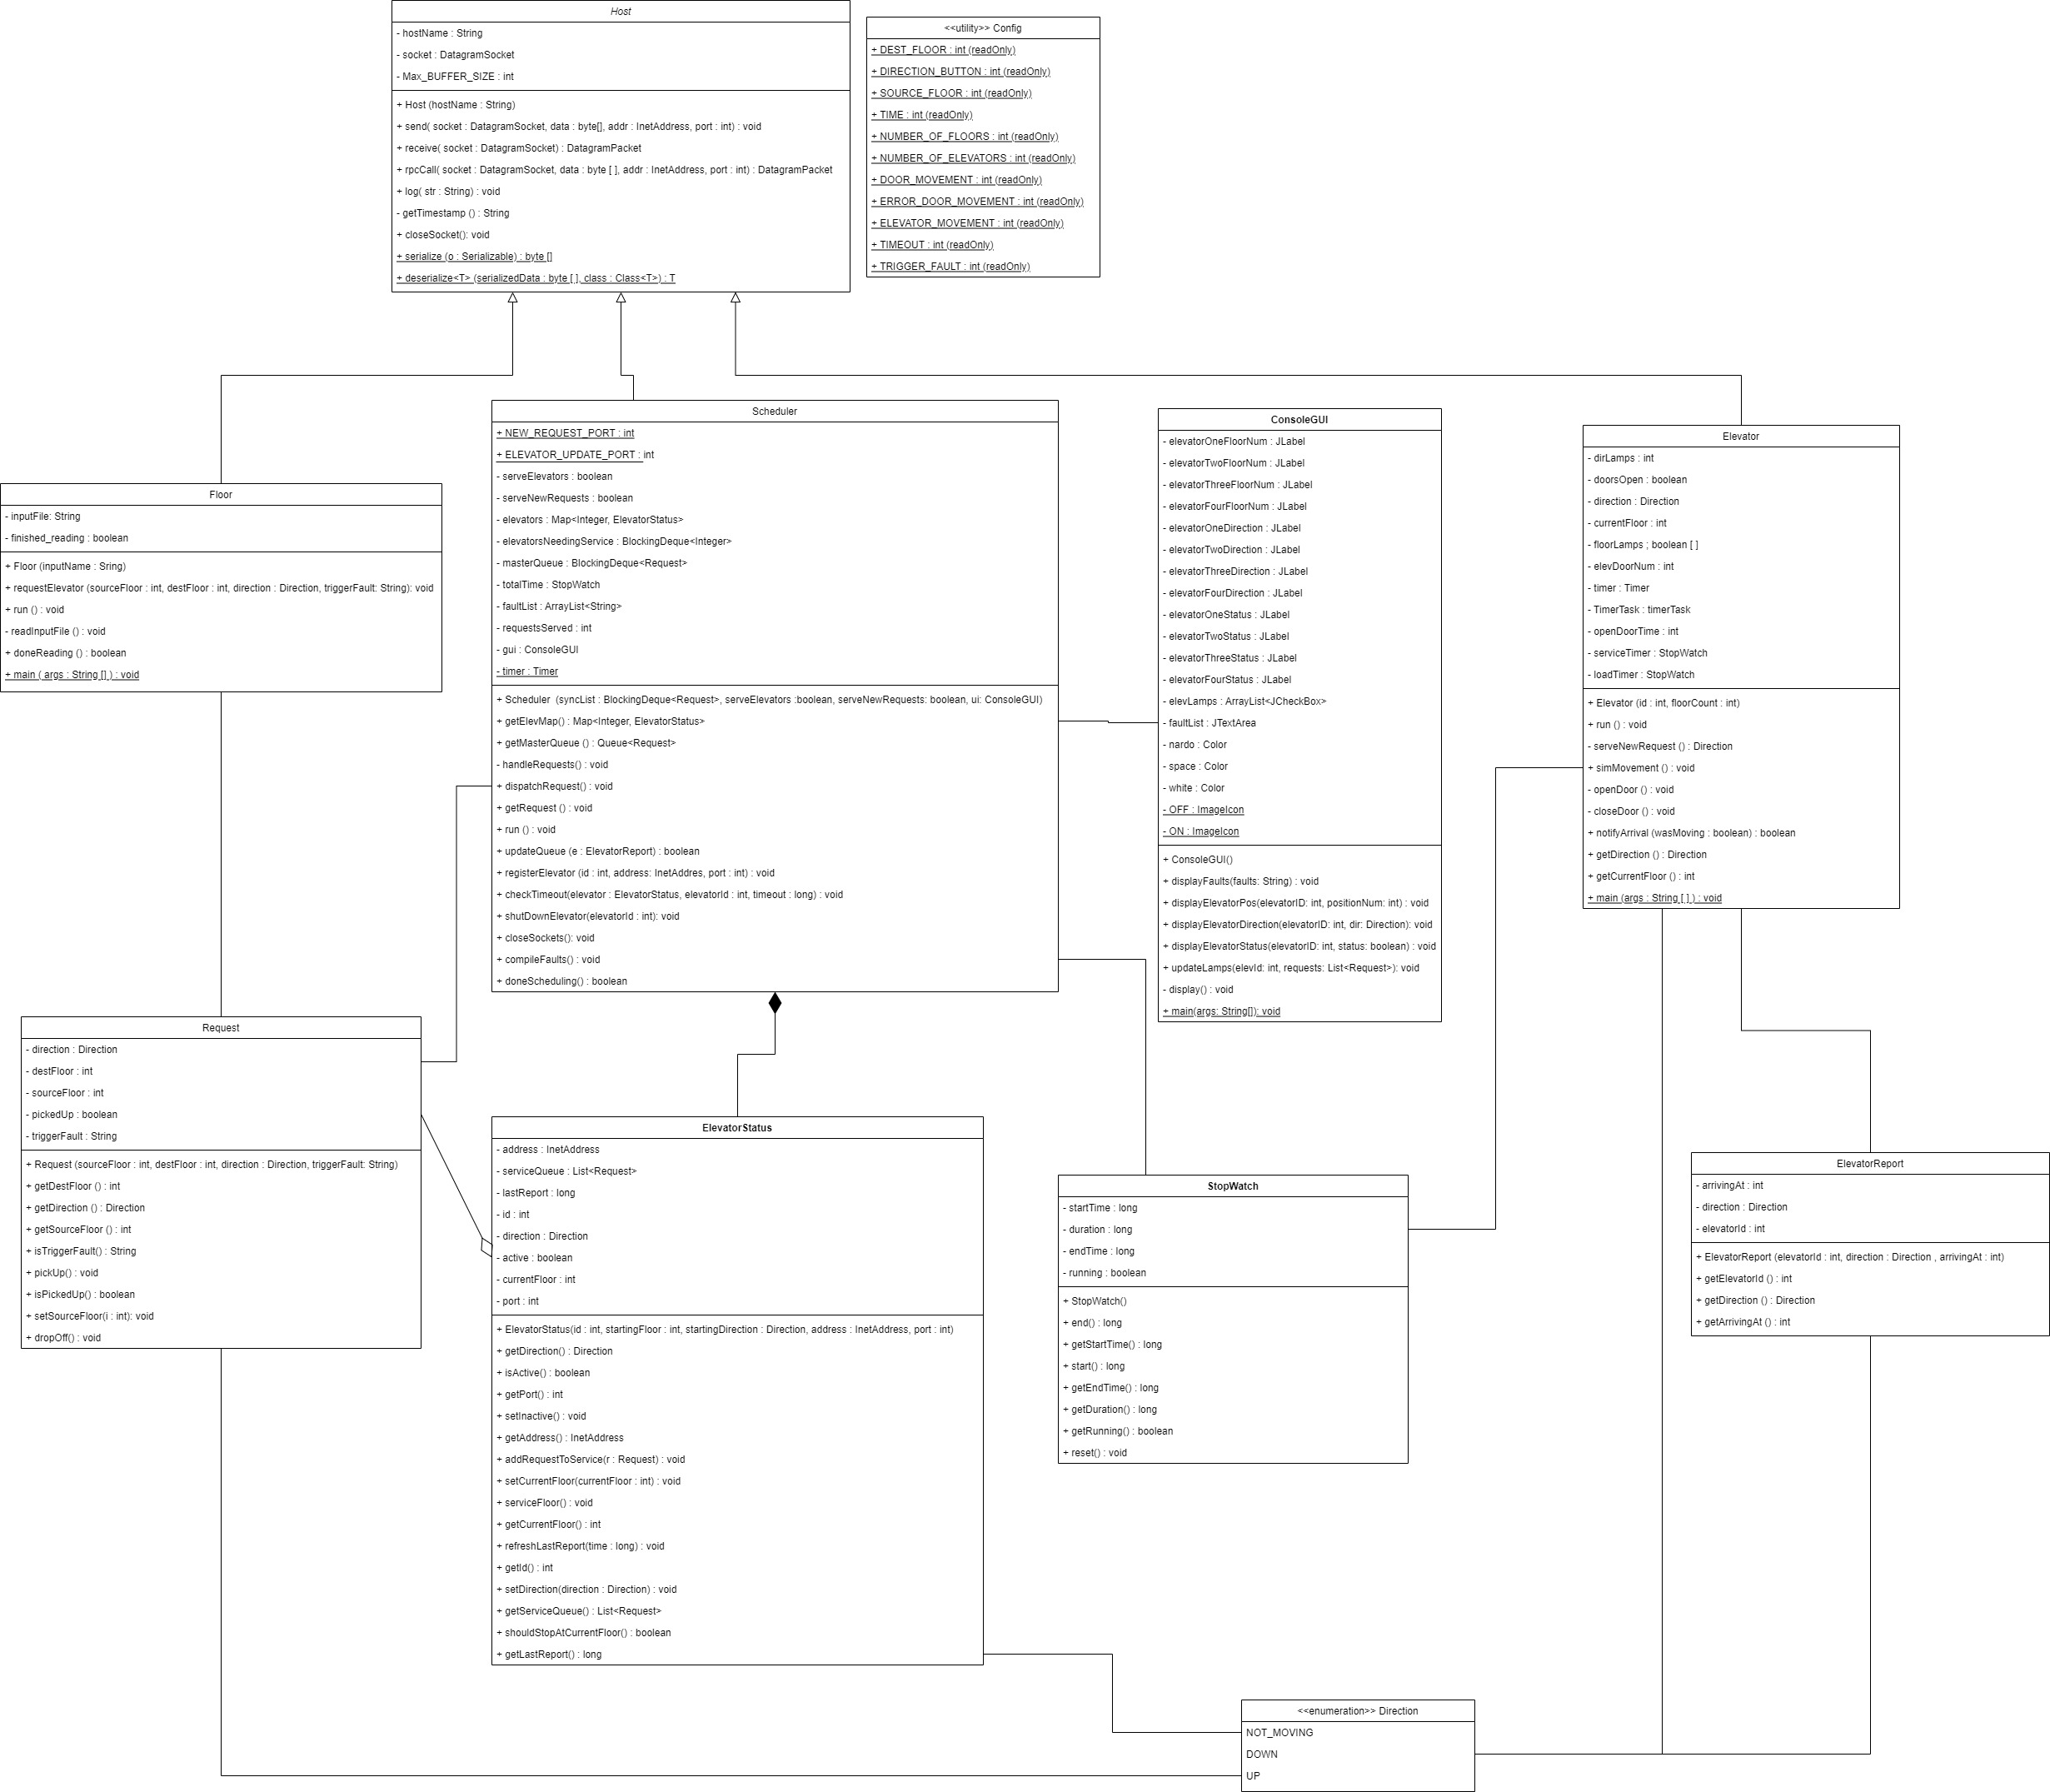 Host
- hostName : String
- socket : DatagramSocket
- Max_BUFFER_SIZE : int
+ Host (hostName : String)
+ send( socket : DatagramSocket, data : byte[], addr : InetAddress, port : int) : void
+ receive( socket : DatagramSocket) : DatagramPacket
+ rpcCall( socket : DatagramSocket, data : byte [ ], addr : InetAddress, port : int) : DatagramPacket
+ log( str : String) : void
- getTimestamp () : String
+ closeSocket(): void
+ serialize (o : Serializable) : byte []
+ deserialize<T> (serializedData : byte [ ], class : Class<T>) : T
<<utility>> Config
+ DEST_FLOOR : int (readOnly)
+ DIRECTION_BUTTON : int (readOnly)
+ SOURCE_FLOOR : int (readOnly)
+ TIME : int (readOnly)
+ NUMBER_OF_FLOORS : int (readOnly)
+ NUMBER_OF_ELEVATORS : int (readOnly)
+ DOOR_MOVEMENT : int (readOnly)
+ ERROR_DOOR_MOVEMENT : int (readOnly)
+ ELEVATOR_MOVEMENT : int (readOnly)
+ TIMEOUT : int (readOnly)
+ TRIGGER_FAULT : int (readOnly)
Floor
- inputFile: String
- finished_reading : boolean
+ Floor (inputName : Sring)
+ requestElevator (sourceFloor : int, destFloor : int, direction : Direction, triggerFault: String): void
+ run () : void
- readInputFile () : void
+ doneReading () : boolean
+ main ( args : String [] ) : void
Scheduler
+ NEW_REQUEST_PORT : int
+ ELEVATOR_UPDATE_PORT : int
- serveElevators : boolean
- serveNewRequests : boolean
- elevators : Map<Integer, ElevatorStatus>
- elevatorsNeedingService : BlockingDeque<Integer>
- masterQueue : BlockingDeque<Request>
- totalTime : StopWatch
- faultList : ArrayList<String>
- requestsServed : int
- gui : ConsoleGUI
- timer : Timer
+ Scheduler  (syncList : BlockingDeque<Request>, serveElevators :boolean, serveNewRequests: boolean, ui: ConsoleGUI)
+ getElevMap() : Map<Integer, ElevatorStatus>
+ getMasterQueue () : Queue<Request>
- handleRequests() : void
+ dispatchRequest() : void
+ getRequest () : void
+ run () : void
+ updateQueue (e : ElevatorReport) : boolean
+ registerElevator (id : int, address: InetAddres, port : int) : void
+ checkTimeout(elevator : ElevatorStatus, elevatorId : int, timeout : long) : void
+ shutDownElevator(elevatorId : int): void
+ closeSockets(): void
+ compileFaults() : void
+ doneScheduling() : boolean
ConsoleGUI
- elevatorOneFloorNum : JLabel
- elevatorTwoFloorNum : JLabel
- elevatorThreeFloorNum : JLabel
- elevatorFourFloorNum : JLabel
- elevatorOneDirection : JLabel
- elevatorTwoDirection : JLabel
- elevatorThreeDirection : JLabel
- elevatorFourDirection : JLabel
- elevatorOneStatus : JLabel
- elevatorTwoStatus : JLabel
- elevatorThreeStatus : JLabel
- elevatorFourStatus : JLabel
- elevLamps : ArrayList<JCheckBox>
- faultList : JTextArea
- nardo : Color
- space : Color
- white : Color
- OFF : ImageIcon
- ON : ImageIcon
+ ConsoleGUI()
+ displayFaults(faults: String) : void
+ displayElevatorPos(elevatorID: int, positionNum: int) : void
+ displayElevatorDirection(elevatorID: int, dir: Direction): void
+ displayElevatorStatus(elevatorID: int, status: boolean) : void
+ updateLamps(elevId: int, requests: List<Request>): void
- display() : void
+ main(args: String[]): void
Elevator
- dirLamps : int
- doorsOpen : boolean
- direction : Direction
- currentFloor : int
- floorLamps ; boolean [ ]
- elevDoorNum : int
- timer : Timer
- TimerTask : timerTask
- openDoorTime : int
- serviceTimer : StopWatch
- loadTimer : StopWatch
+ Elevator (id : int, floorCount : int)
+ run () : void
- serveNewRequest () : Direction
+ simMovement () : void
- openDoor () : void
- closeDoor () : void
+ notifyArrival (wasMoving : boolean) : boolean
+ getDirection () : Direction
+ getCurrentFloor () : int
+ main (args : String [ ] ) : void
Request
- direction : Direction
- destFloor : int
- sourceFloor : int
- pickedUp : boolean
- triggerFault : String
+ Request (sourceFloor : int, destFloor : int, direction : Direction, triggerFault: String)
+ getDestFloor () : int
+ getDirection () : Direction
+ getSourceFloor () : int
+ isTriggerFault() : String
+ pickUp() : void
+ isPickedUp() : boolean
+ setSourceFloor(i : int): void
+ dropOff() : void
ElevatorStatus
- address : InetAddress
- serviceQueue : List<Request>
- lastReport : long
- id : int
- direction : Direction
- active : boolean
- currentFloor : int
- port : int
+ ElevatorStatus(id : int, startingFloor : int, startingDirection : Direction, address : InetAddress, port : int)
+ getDirection() : Direction
+ isActive() : boolean
+ getPort() : int
+ setInactive() : void
+ getAddress() : InetAddress
+ addRequestToService(r : Request) : void
+ setCurrentFloor(currentFloor : int) : void
+ serviceFloor() : void
+ getCurrentFloor() : int
+ refreshLastReport(time : long) : void
+ getId() : int
+ setDirection(direction : Direction) : void
+ getServiceQueue() : List<Request>
+ shouldStopAtCurrentFloor() : boolean
+ getLastReport() : long
StopWatch
- startTime : long
- duration : long
- endTime : long
- running : boolean
+ StopWatch()
+ end() : long
+ getStartTime() : long
+ start() : long
+ getEndTime() : long
+ getDuration() : long
+ getRunning() : boolean
+ reset() : void
ElevatorReport
- arrivingAt : int
- direction : Direction
- elevatorId : int
+ ElevatorReport (elevatorId : int, direction : Direction , arrivingAt : int)
+ getElevatorId () : int
+ getDirection () : Direction
+ getArrivingAt () : int
<<enumeration>> Direction
NOT_MOVING
DOWN
UP